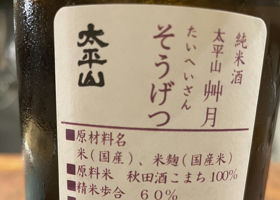 純米酒
太平山 艸月
たいへいざん
そうげつ
太平山
■原材料名
米(国産)、米麹(国産米)
■原料米 秋田酒こまち100%
■精米歩合 60%